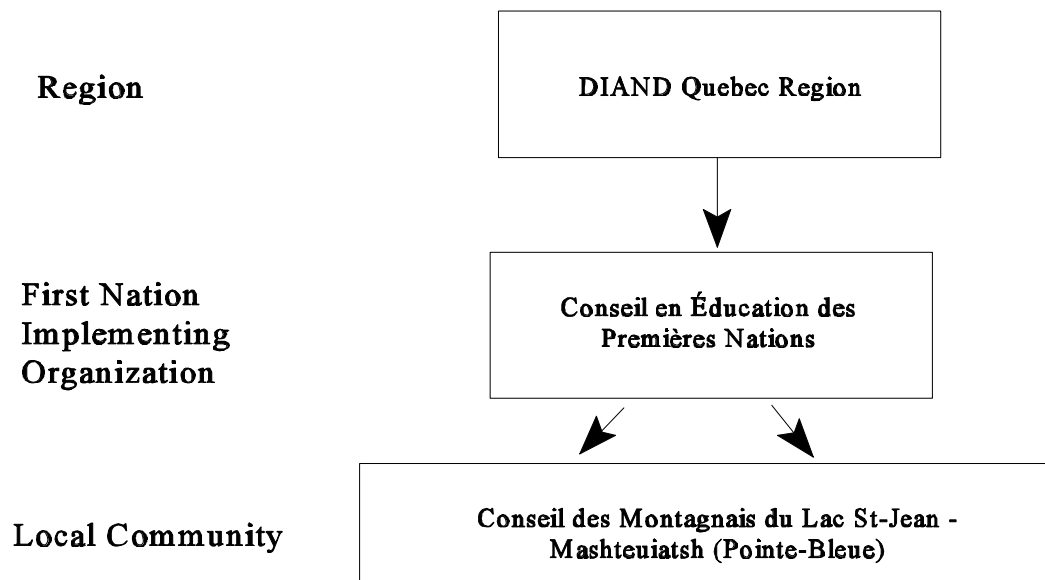 Region
DIAND Quebec Region
First Nation
Implementing
Organization
Conseil en Éducation des
Premières Nations
Local Community
Conseil des Montagnais du Lac St-Jean -
Mashteuiatsh (Pointe-Bleue)